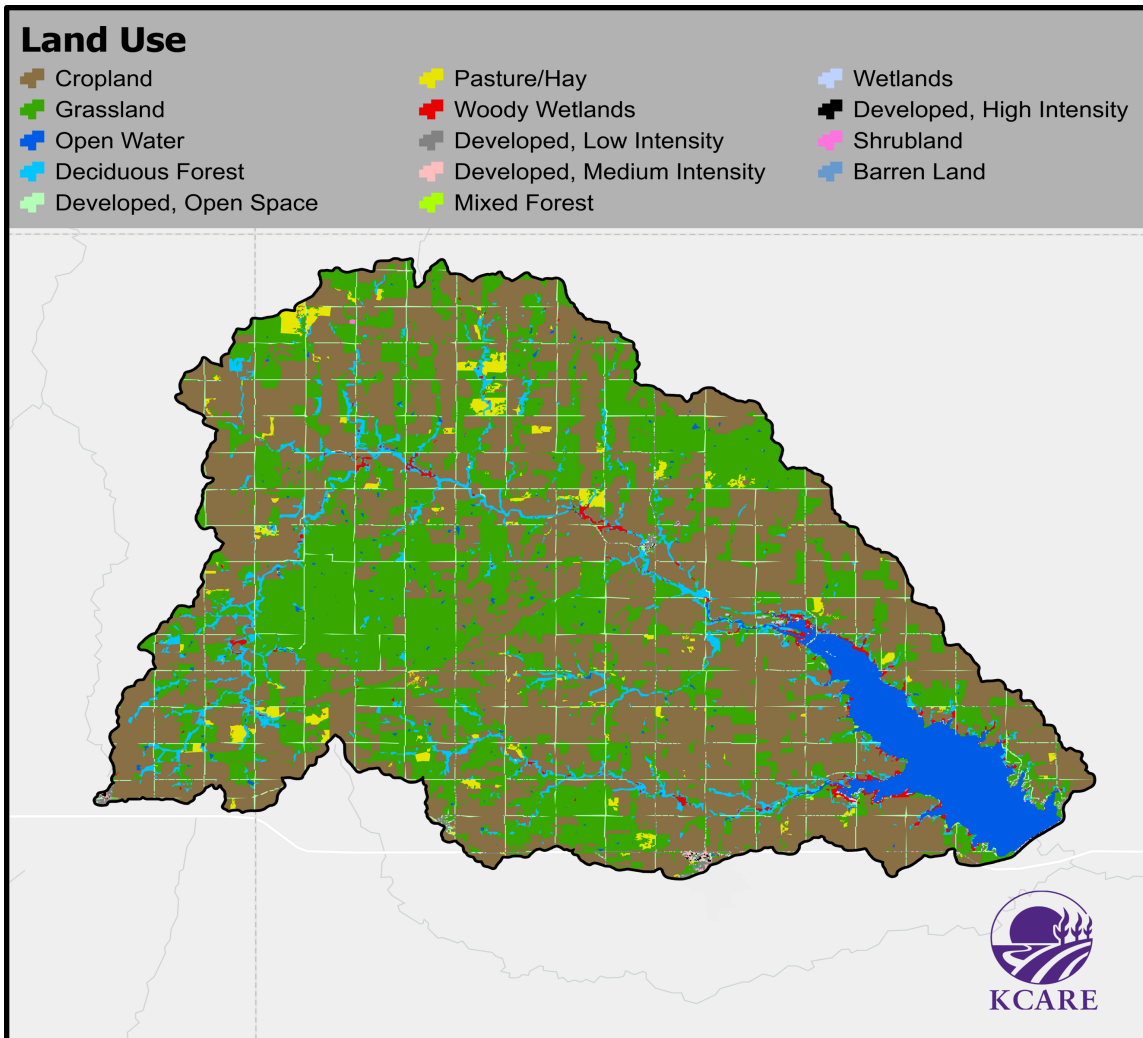 Land Use
Cropland
Grassland
Open Water
Deciduous Forest
Developed, Open Space
Pasture/Hay
Woody Wetlands
Developed, Low Intensity
Developed, Medium Intensity
Mixed Forest
Wetlands
Developed, High Intensity
Shrubland
Barren Land
KCARE